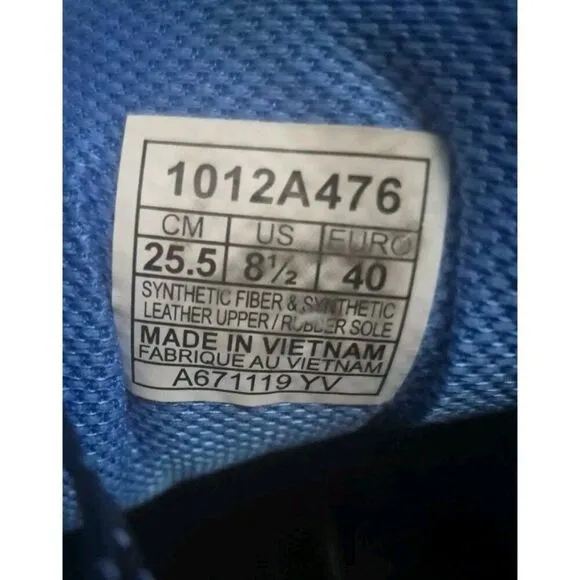 1012A476
CM US EURO
25.5 8½ 40
SYNTHETIC FIBER & SYNTHETIC
LEATHER UPPER / RUBBER SOLE
MADE IN VIETNAM
FABRIQUE AU VIETNAM
A671119 YV